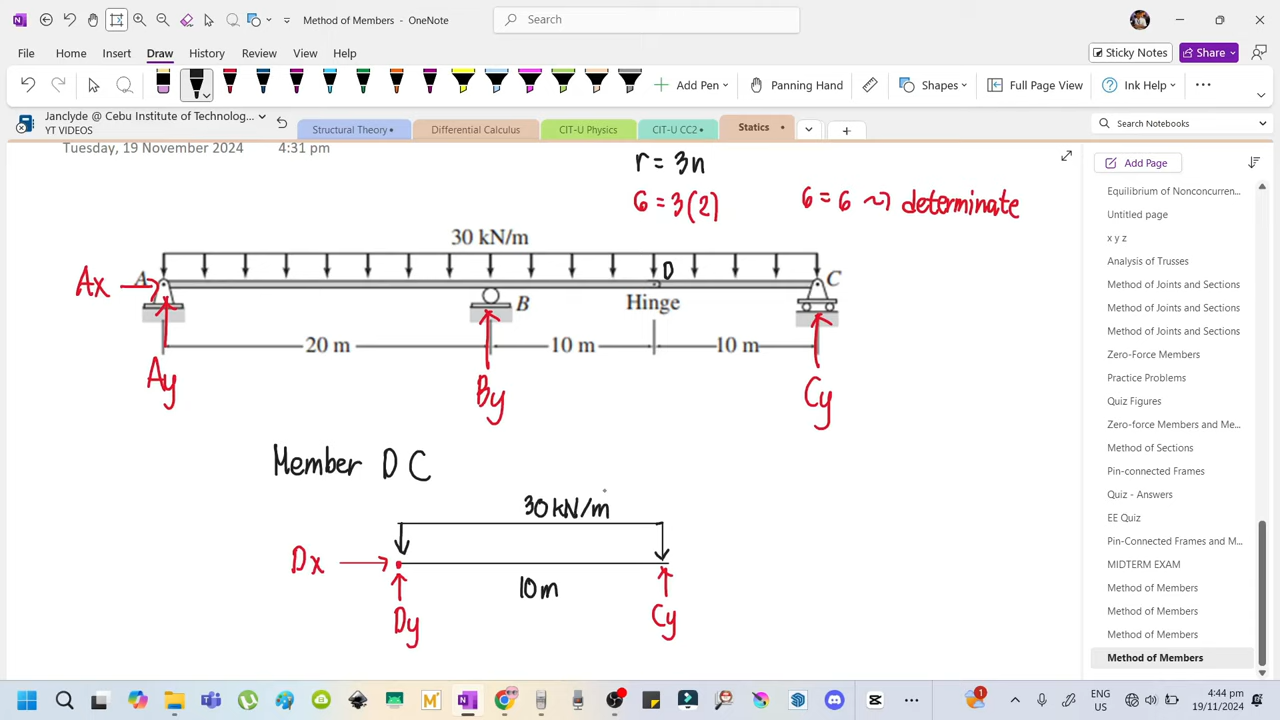 Method of Members - OneNote
Search
File Home Insert Draw History Review View Help
Sticky Notes
Share
Add Pen
Panning Hand
Shapes
Full Page View
Ink Help
Janclyde @ Cebu Institute of Technolog...
YT VIDEOS
Structural Theory
Differential Calculus
CIT-U Physics
CIT-U CC2
Statics
Search Notebooks
Tuesday, 19 November 2024 4:31 pm
Add Page
r = 3n
6 = 3(2)
6 = 6 ~> determinate
30 kN/m
Ax
A
D
C
B
Hinge
20 m
10 m
10 m
Ay
By
Cy
Member DC
30 kN/m
Dx
10m
Dy
Cy
Equilibrium of Nonconcurren...
Untitled page
x y z
Analysis of Trusses
Method of Joints and Sections
Method of Joints and Sections
Method of Joints and Sections
Zero-Force Members
Practice Problems
Quiz Figures
Zero-force Members and Me...
Method of Sections
Pin-connected Frames
Quiz - Answers
EE Quiz
Pin-Connected Frames and M...
MIDTERM EXAM
Method of Members
Method of Members
Method of Members
Method of Members
1
ENG
US
4:44 pm
19/11/2024